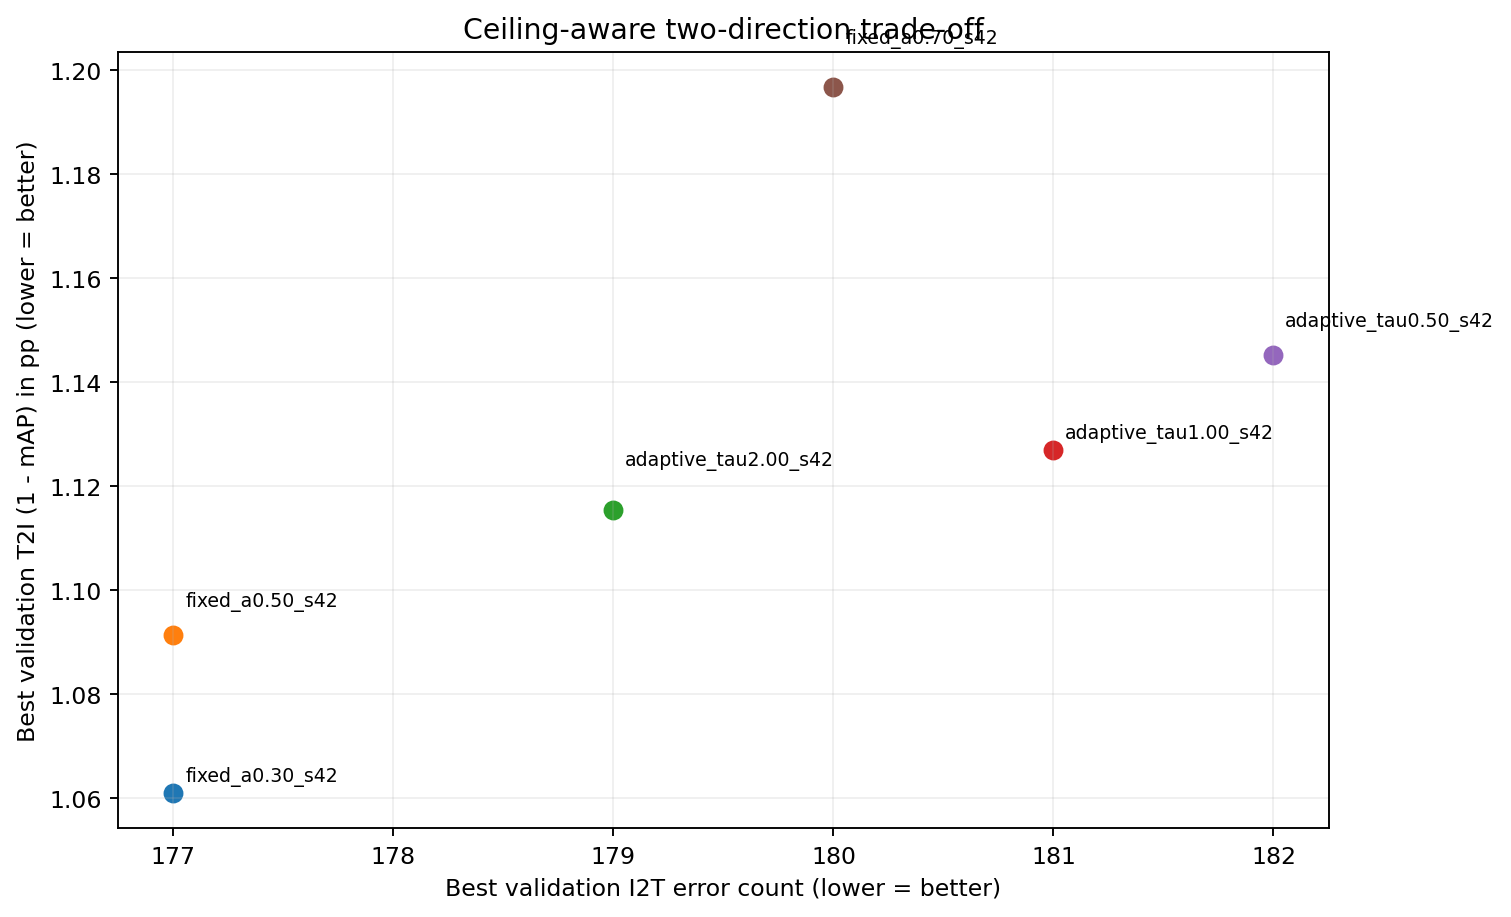 Ceiling-aware two-direction trade-off
fixed_a0.70_s42
1.20
1.18
1.16
adaptive_tau0.50_s42
1.14
adaptive_tau1.00_s42
adaptive_tau2.00_s42
1.12
1.10
fixed_a0.50_s42
1.08
fixed_a0.30_s42
1.06
Best validation T2I (1 - mAP) in pp (lower = better)
177 178 179 180 181 182
Best validation I2T error count (lower = better)